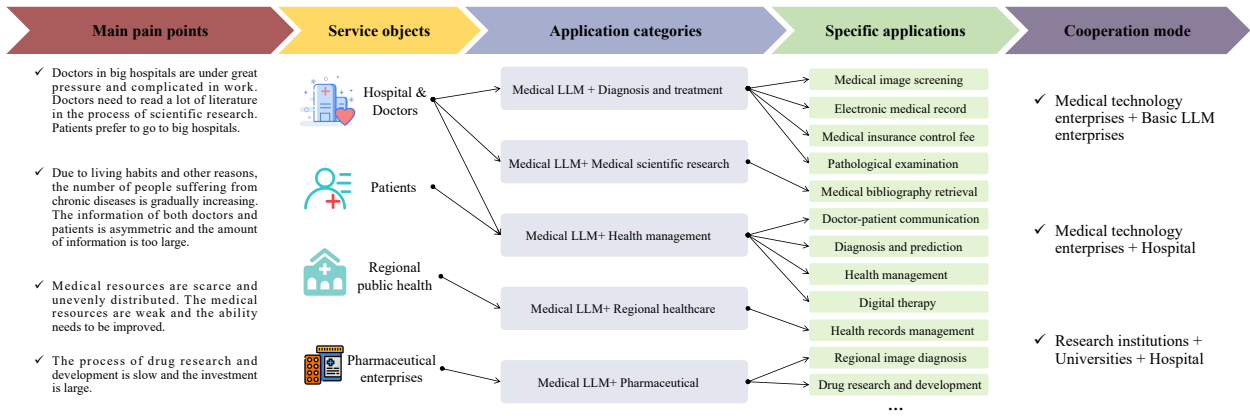 Main pain points
Service objects
Application categories
Specific applications
Cooperation mode
✓ Doctors in big hospitals are under great
pressure and complicated in work.
Doctors need to read a lot of literature
in the process of scientific research.
Patients prefer to go to big hospitals.
✓ Due to living habits and other reasons,
the number of people suffering from
chronic diseases is gradually increasing.
The information of both doctors and
patients is asymmetric and the amount
of information is too large.
✓ Medical resources are scarce and
unevenly distributed. The medical
resources are weak and the ability
needs to be improved.
✓ The process of drug research and
development is slow and the investment
is large.
Hospital &
Doctors
Patients
Regional
public health
Pharmaceutical
enterprises
Medical LLM + Diagnosis and treatment
Medical LLM+ Medical scientific research
Medical LLM+ Health management
Medical LLM+ Regional healthcare
Medical LLM+ Pharmaceutical
Medical image screening
Electronic medical record
Medical insurance control fee
Pathological examination
Medical bibliography retrieval
Doctor-patient communication
Diagnosis and prediction
Health management
Digital therapy
Health records management
Regional image diagnosis
Drug research and development
...
✓ Medical technology
enterprises + Basic LLM
enterprises
✓ Medical technology
enterprises + Hospital
✓ Research institutions +
Universities + Hospital